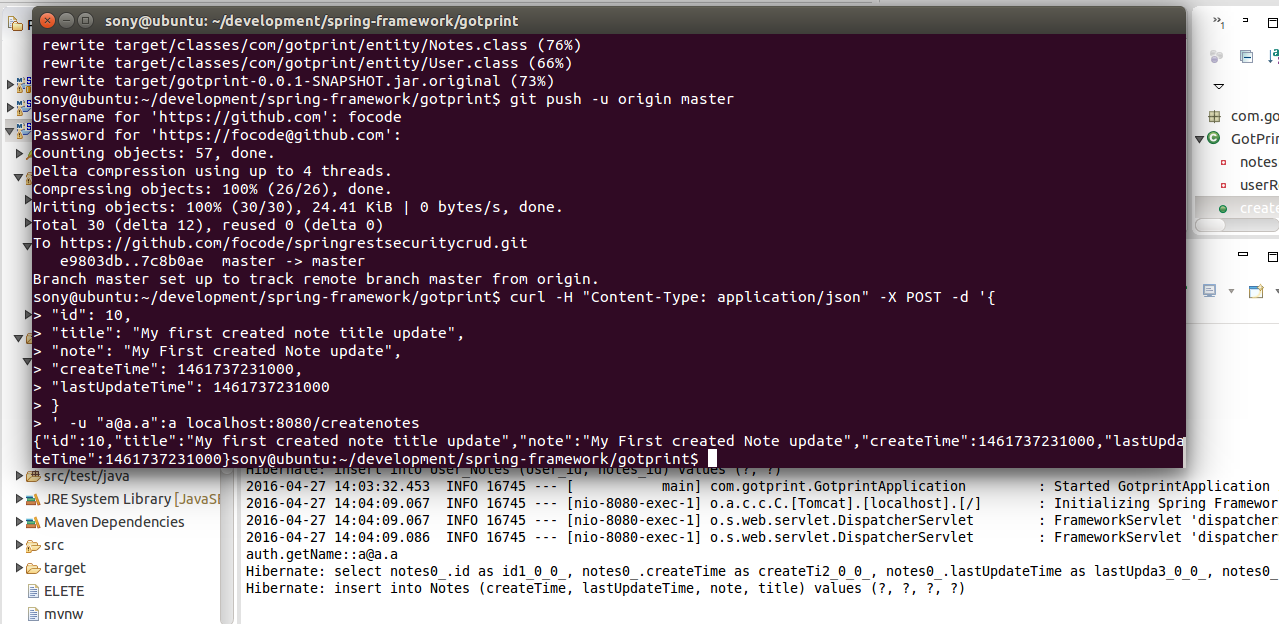 sony@ubuntu: ~/development/spring-framework/gotprint
rewrite target/classes/com/gotprint/entity/Notes.class (76%)
rewrite target/classes/com/gotprint/entity/User.class (66%)
rewrite target/gotprint-0.0.1-SNAPSHOT.jar.original (73%)
sony@ubuntu:~/development/spring-framework/gotprint$ git push -u origin master
Username for 'https://github.com': focode
Password for 'https://focode@github.com':
Counting objects: 57, done.
Delta compression using up to 4 threads.
Compressing objects: 100% (26/26), done.
Writing objects: 100% (30/30), 24.41 KiB | 0 bytes/s, done.
Total 30 (delta 12), reused 0 (delta 0)
To https://github.com/focode/springrestsecuritycrud.git
e9803db..7c8b0ae  master -> master
Branch master set up to track remote branch master from origin.
sony@ubuntu:~/development/spring-framework/gotprint$ curl -H "Content-Type: application/json" -X POST -d '{
> "id": 10,
> "title": "My first created note title update",
> "note": "My First created Note update",
> "createTime": 1461737231000,
> "lastUpdateTime": 1461737231000
> }
> ' -u "a@a.a":a localhost:8080/createnotes
{"id":10,"title":"My first created note title update","note":"My First created Note update","createTime":1461737231000,"lastUpda
teTime":1461737231000}sony@ubuntu:~/development/spring-framework/gotprint$
com.go
GotPrin
notes
userR
create
src/test/java
JRE System Library [JavaSE
Maven Dependencies
src
target
ELETE
mvnw
Hibernate: insert into User_Notes (User_id, notes_id) values (?, ?)
2016-04-27 14:03:32.453  INFO 16745 --- [           main] com.gotprint.GotprintApplication         : Started GotprintApplication
2016-04-27 14:04:09.067  INFO 16745 --- [nio-8080-exec-1] o.a.c.c.C.[Tomcat].[localhost].[/]       : Initializing Spring Framewor
2016-04-27 14:04:09.067  INFO 16745 --- [nio-8080-exec-1] o.s.web.servlet.DispatcherServlet        : FrameworkServlet 'dispatcher
2016-04-27 14:04:09.086  INFO 16745 --- [nio-8080-exec-1] o.s.web.servlet.DispatcherServlet        : FrameworkServlet 'dispatcher
auth.getName::a@a.a
Hibernate: select notes0_.id as id1_0_0_, notes0_.createTime as createTi2_0_0_, notes0_.lastUpdateTime as lastUpda3_0_0_, notes0_
Hibernate: insert into Notes (createTime, lastUpdateTime, note, title) values (?, ?, ?, ?)